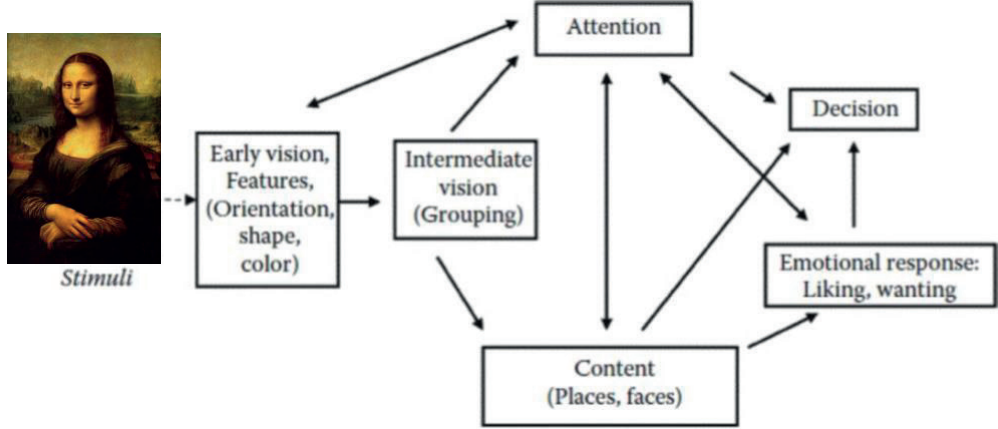 Attention
Decision
Early vision,
Features,
(Orientation,
shape,
color)
Intermediate
vision
(Grouping)
Stimuli
Emotional response:
Liking, wanting
Content
(Places, faces)